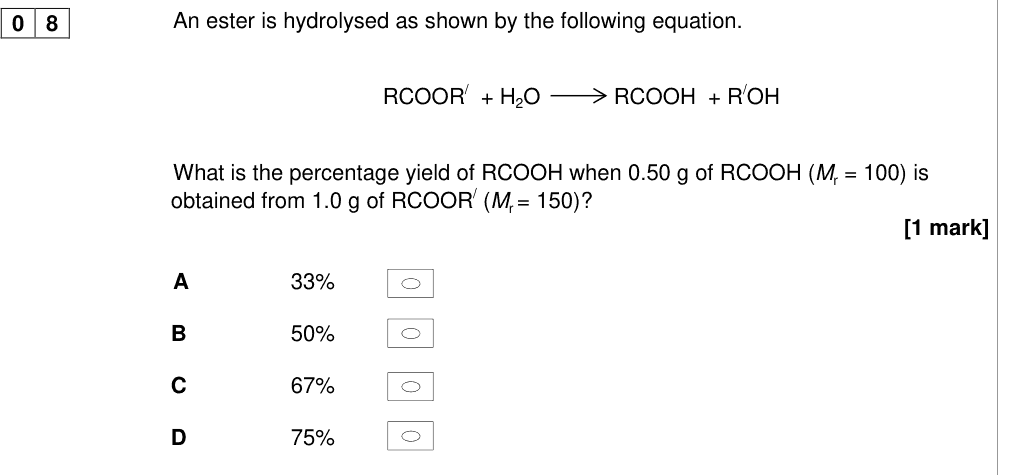 0 8
An ester is hydrolysed as shown by the following equation.
RCOOR/ + H2O ⟶ RCOOH + R/OH
What is the percentage yield of RCOOH when 0.50 g of RCOOH (Mr = 100) is
obtained from 1.0 g of RCOOR/ (Mr = 150)?
[1 mark]
A 33%
B 50%
C 67%
D 75%